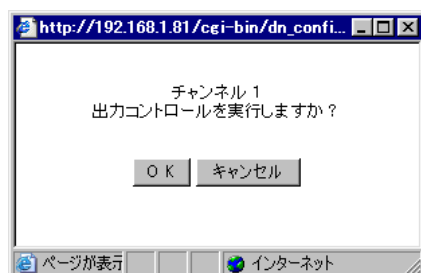 http://192.168.1.81/cgi-bin/dn_confi...
チャンネル 1
出力コントロールを実行しますか？
O K キャンセル
ページが表示 インターネット